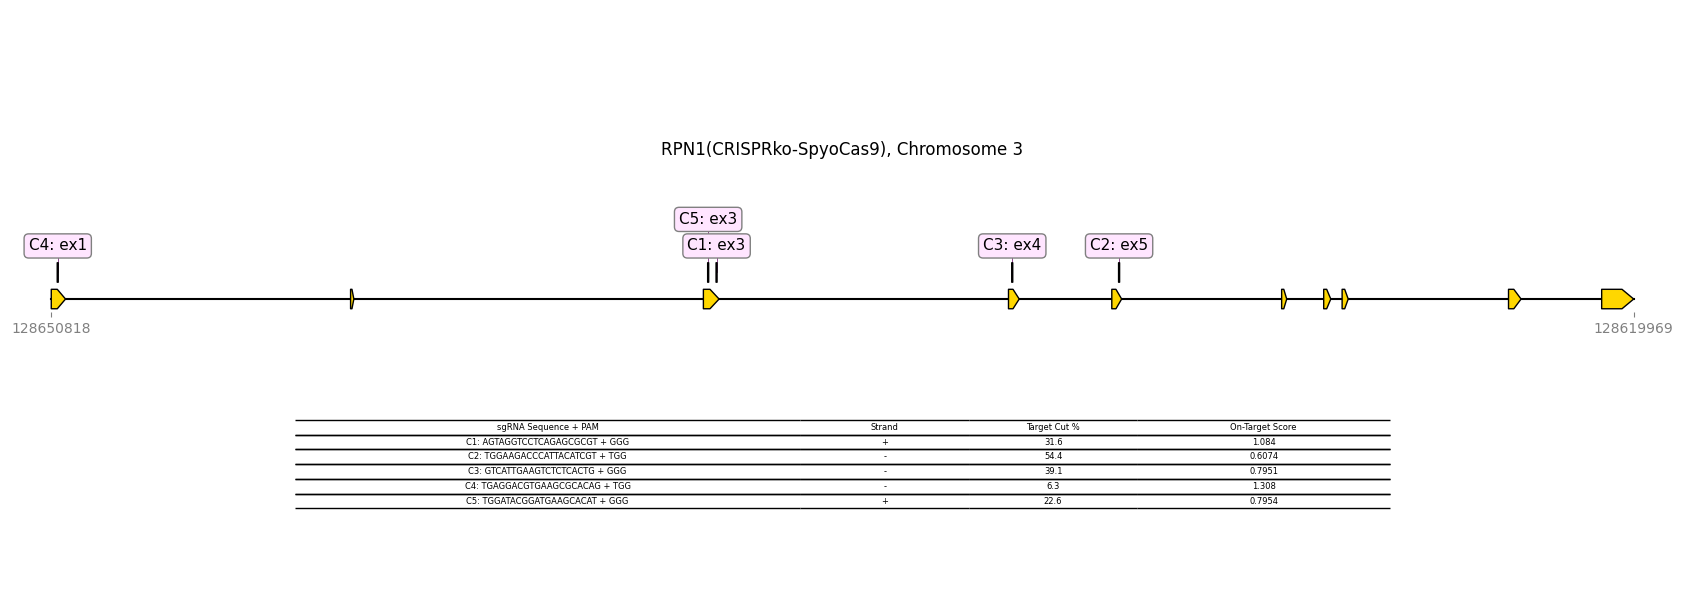 RPN1(CRISPRko-SpyoCas9), Chromosome 3
C5: ex3
C4: ex1
C1: ex3
C3: ex4
C2: ex5
128650818
128619969
sgRNA Sequence + PAM Strand Target Cut % On-Target Score
C1: AGTAGGTCCTCAGAGCGCGT + GGG + 31.6 1.084
C2: TGGAAGACCCATTACATCGT + TGG - 54.4 0.6074
C3: GTCATTGAAGTCTCTCACTG + GGG - 39.1 0.7951
C4: TGAGGACGTGAAGCGCACAG + TGG - 6.3 1.308
C5: TGGATACGGATGAAGCACAT + GGG + 22.6 0.7954